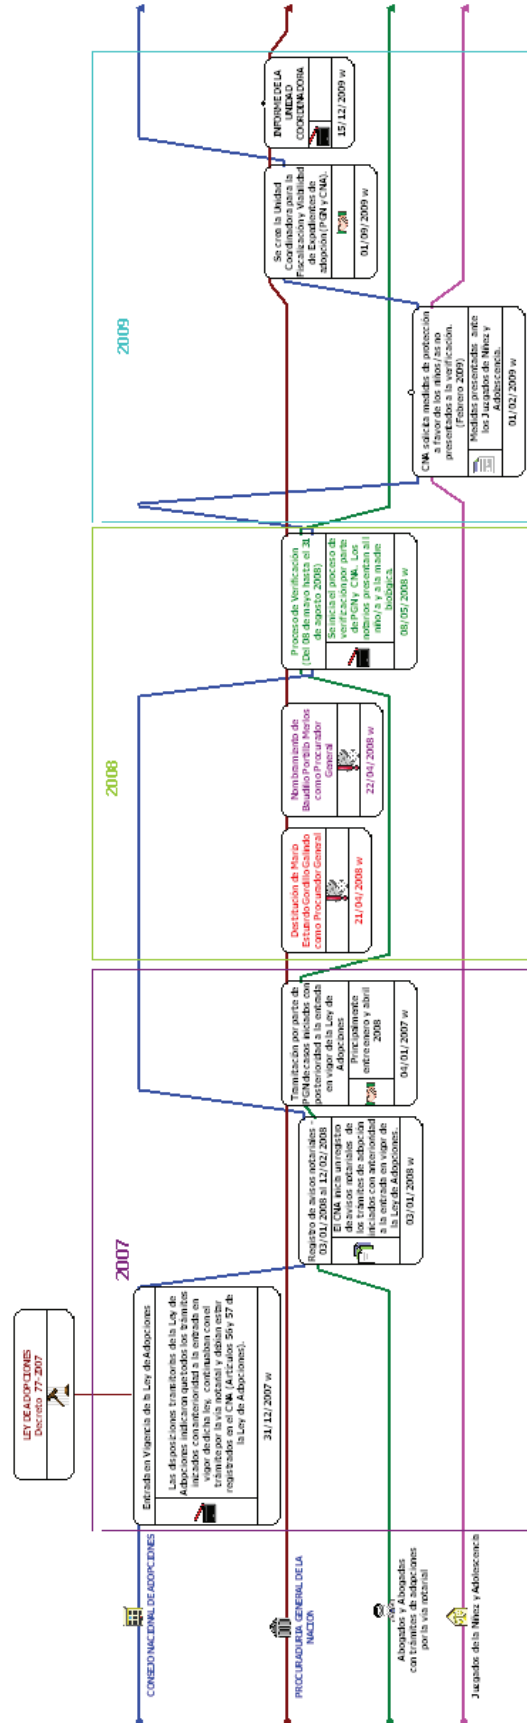 LEY DE ADOPCIONES
Decreto 77-2007
CONSEJO NACIONAL DE ADOPCIONES
PROCURADURIA GENERAL DE LA
NACION
Abogados y Abogadas
con trámites de adopciones
por la vía notarial
Juzgados de la Niñez y Adolescencia
2007
Entrada en Vigencia de la Ley de Adopciones
Las disposiciones transitorias de la Ley de
Adopciones indicaron que todos los trámites
iniciados con anterioridad a la entrada en
vigor de dicha ley, continuaban con el
trámite por la vía notarial y debían estar
registrados en el CNA (Artículos 56 y 57 de
la Ley de Adopciones).
31/12/2007 w
Registro de avisos notariales -
03/01/2008 al 12/02/2008
El CNA inicia un registro
de avisos notariales de
los trámites de adopción
iniciados con anterioridad
a la entrada en vigor de
la Ley de Adopciones.
03/01/2008 w
Tramitación por parte de
PGN de casos iniciados con
posterioridad a la entrada
en vigor de la Ley de
Adopciones
Principalmente
entre enero y abril
2008
04/01/2007 w
2008
Destitución de Mario
Estuardo Gordillo Galindo
como Procurador General
21/04/2008 w
Nombramiento de
Baudilio Portillo Merlos
como Procurador
General
22/04/2008 w
Proceso de Verificación
(Del 08 de mayo hasta el 31
de agosto 2008)
Se inicia el proceso de
verificación por parte
de PGN y CNA. Los
notarios presentan al
niño/a y a la madre
biológica.
08/05/2008 w
2009
CNA solicita medidas de protección
a favor de los niños/as no
presentados a la verificación.
(Febrero 2009)
Medidas presentadas ante
los Juzgados de Niñez y
Adolescencia.
01/02/2009 w
Se crea la Unidad
Coordinadora para la
Fiscalización y Viabilidad
de Expedientes de
adopción (PGN y CNA).
01/09/2009 w
INFORME DE LA
UNIDAD
COORDINADORA
15/12/2009 w